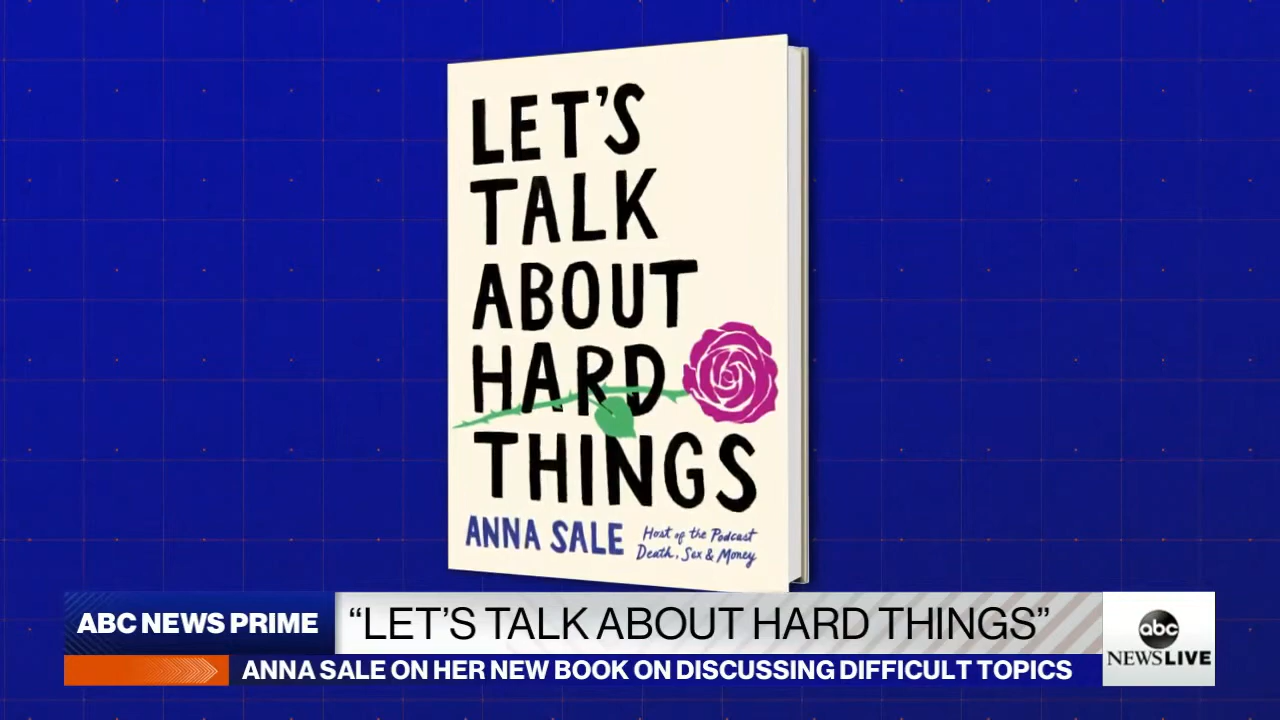 LET'S
TALK
ABOUT
HARD
THINGS
ANNA SALE
Host of the Podcast
Death, Sex & Money
ABC NEWS PRIME
“LET’S TALK ABOUT HARD THINGS”
ANNA SALE ON HER NEW BOOK ON DISCUSSING DIFFICULT TOPICS
abc
NEWSLIVE